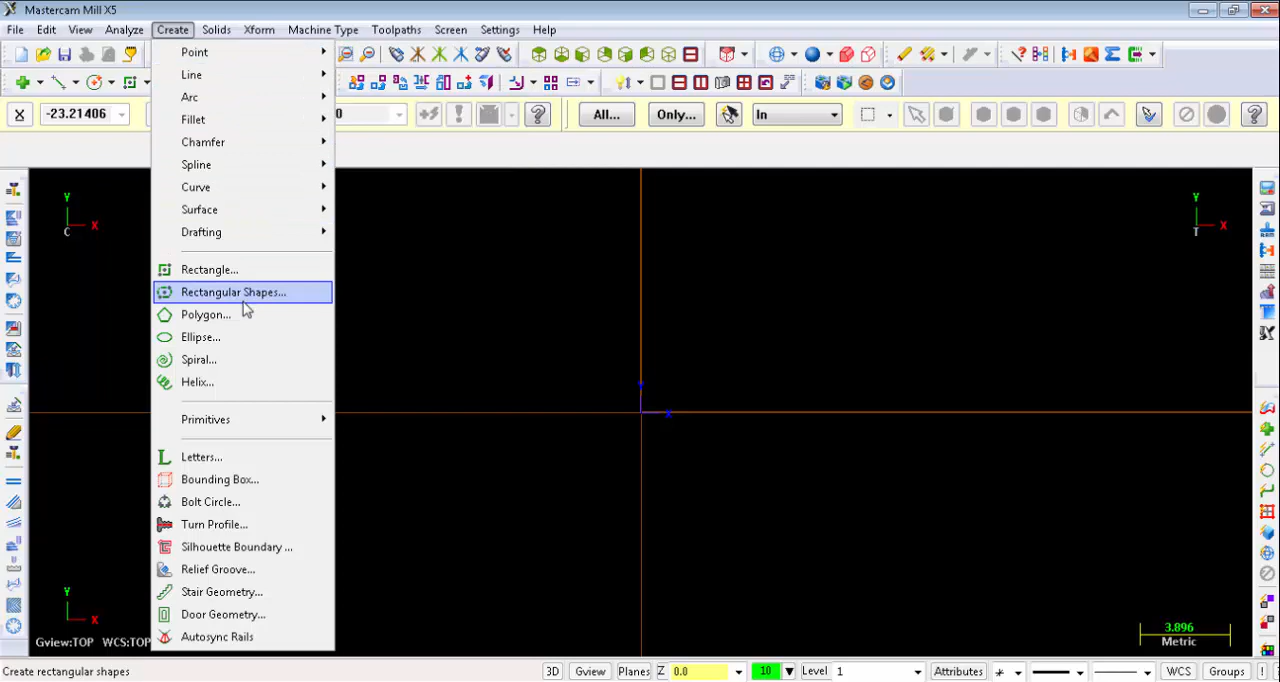 Mastercam Mill X5
File Edit View Analyze Create Solids Xform Machine Type Toolpaths Screen Settings Help
X -23.21406 0 All... Only... In
Point
Line
Arc
Fillet
Chamfer
Spline
Curve
Surface
Drafting
Rectangle...
Rectangular Shapes...
Polygon...
Ellipse...
Spiral...
Helix...
Primitives
Letters...
Bounding Box...
Bolt Circle...
Turn Profile...
Silhouette Boundary ...
Relief Groove...
Stair Geometry...
Door Geometry...
Autosync Rails
Y
C X
Y
T X
X
Y
X
3.896
Metric
Gview:TOP WCS:TOP
Create rectangular shapes 3D Gview Planes Z 0.0 10 Level 1 Attributes WCS Groups !